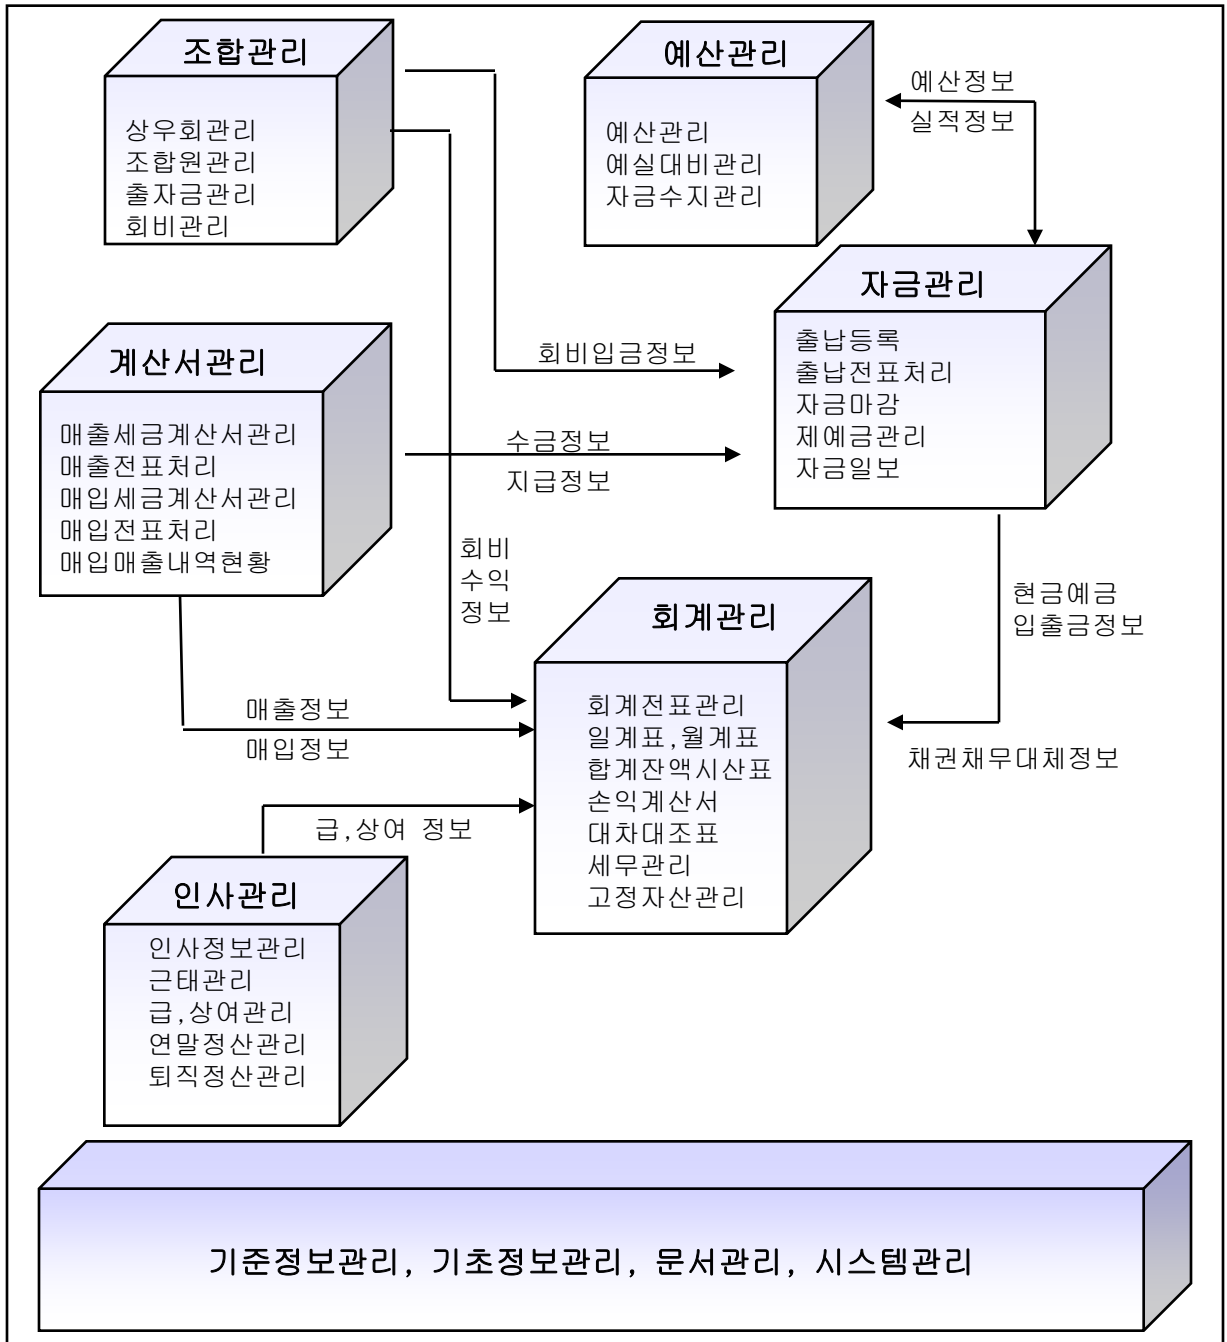 조합관리
상우회관리
조합원관리
출자금관리
회비관리
예산관리
예산관리
예실대비관리
자금수지관리
예산정보
실적정보
자금관리
출납등록
출납전표처리
자금마감
제예금관리
자금일보
회비입금정보
계산서관리
매출세금계산서관리
매출전표처리
매입세금계산서관리
매입전표처리
매입매출내역현황
수금정보
지급정보
회비
수익
정보
현금예금
입출금정보
회계관리
회계전표관리
일계표,월계표
합계잔액시산표
손익계산서
대차대조표
세무관리
고정자산관리
매출정보
매입정보
채권채무대체정보
급,상여 정보
인사관리
인사정보관리
근태관리
급,상여관리
연말정산관리
퇴직정산관리
기준정보관리, 기초정보관리, 문서관리, 시스템관리